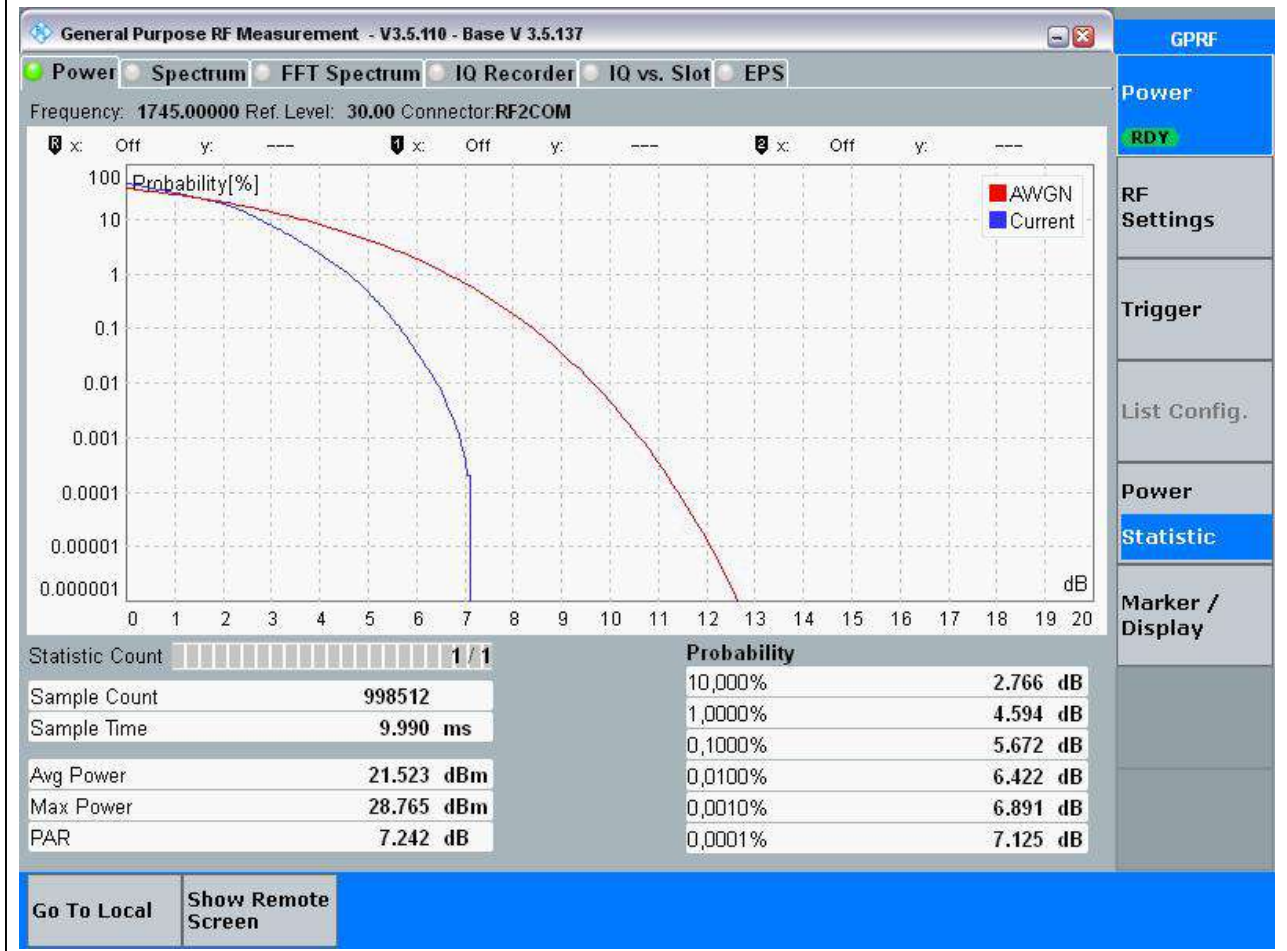 General Purpose RF Measurement - V3.5.110 - Base V 3.5.137
GPRF
Power Spectrum FFT Spectrum IQ Recorder IQ vs. Slot EPS
Frequency: 1745.00000 Ref. Level: 30.00 Connector:RF2COM
R x: Off y: --- 1 x: Off y: --- 2 x: Off y: ---
Probability[%]
AWGN
Current
100
10
1
0.1
0.01
0.001
0.0001
0.00001
0.000001
dB
0 1 2 3 4 5 6 7 8 9 10 11 12 13 14 15 16 17 18 19 20
Statistic Count 1 / 1
Sample Count 998512
Sample Time 9.990 ms
Avg Power 21.523 dBm
Max Power 28.765 dBm
PAR 7.242 dB
Probability
10,000% 2.766 dB
1,0000% 4.594 dB
0,1000% 5.672 dB
0,0100% 6.422 dB
0,0010% 6.891 dB
0,0001% 7.125 dB
Power
RDY
RF
Settings
Trigger
List Config.
Power
Statistic
Marker /
Display
Go To Local
Show Remote
Screen